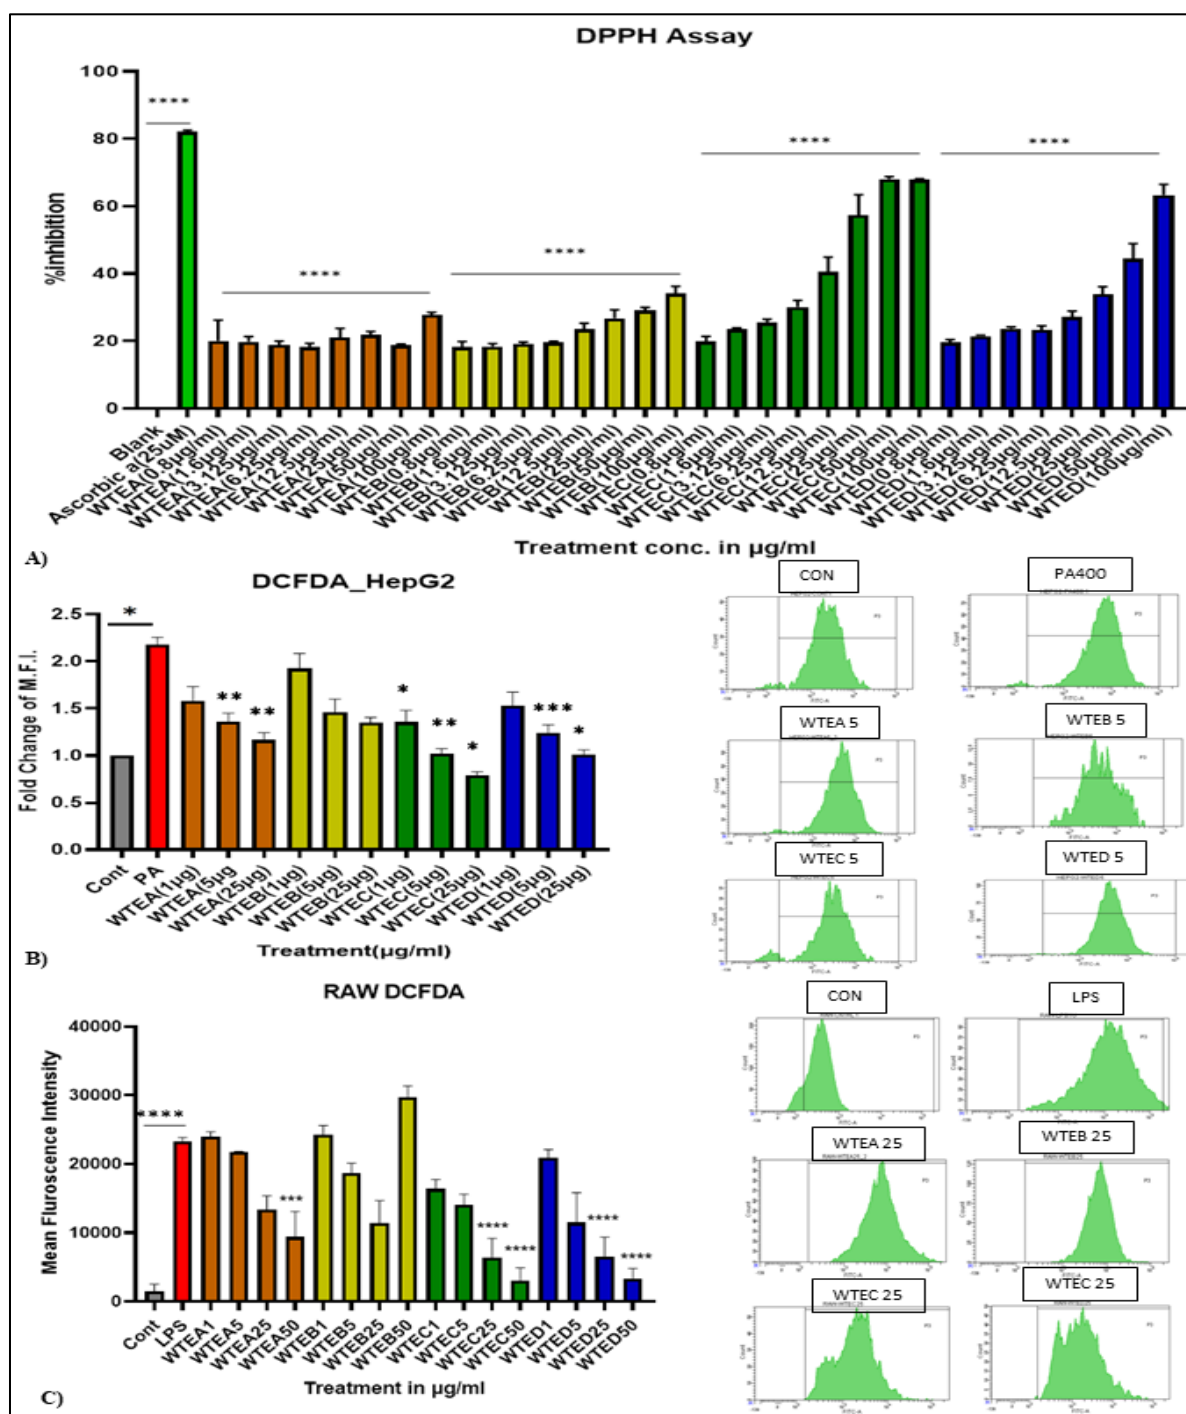 DPPH Assay
100
80
60
40
20
0
%inhibition
****
****
****
****
****
Blank
Ascorbic a(25uM)
WTEA(0.8µg/ml)
WTEA(1.6µg/ml)
WTEA(3.125µg/ml)
WTEA(6.25µg/ml)
WTEA(12.5µg/ml)
WTEA(25µg/ml)
WTEA(50µg/ml)
WTEA(100µg/ml)
WTEB(0.8µg/ml)
WTEB(1.6µg/ml)
WTEB(3.125µg/ml)
WTEB(6.25µg/ml)
WTEB(12.5µg/ml)
WTEB(25µg/ml)
WTEB(50µg/ml)
WTEB(100µg/ml)
WTEC(0.8µg/ml)
WTEC(1.6µg/ml)
WTEC(3.125µg/ml)
WTEC(6.25µg/ml)
WTEC(12.5µg/ml)
WTEC(25µg/ml)
WTEC(50µg/ml)
WTEC(100µg/ml)
WTED(0.8µg/ml)
WTED(1.6µg/ml)
WTED(3.125µg/ml)
WTED(6.25µg/ml)
WTED(12.5µg/ml)
WTED(25µg/ml)
WTED(50µg/ml)
WTED(100µg/ml)
Treatment conc. in µg/ml
A)
DCFDA_HepG2
2.5
2.0
1.5
1.0
0.5
0.0
Fold Change of M.F.I.
*
**
**
*
**
*
***
*
Cont
PA
WTEA(1µg)
WTEA(5µg
WTEA(25µg)
WTEB(1µg)
WTEB(5µg)
WTEB(25µg)
WTEC(1µg)
WTEC(5µg)
WTEC(25µg)
WTED(1µg)
WTED(5µg)
WTED(25µg)
Treatment(µg/ml)
B)
CON
PA400
Count
FITC-A
WTEA 5
WTEB 5
Count
FITC-A
WTEC 5
WTED 5
Count
FITC-A
RAW DCFDA
40000
30000
20000
10000
0
Mean Fluroscence Intensity
****
***
****
****
****
****
Cont
LPS
WTEA1
WTEA5
WTEA25
WTEA50
WTEB1
WTEB5
WTEB25
WTEB50
WTEC1
WTEC5
WTEC25
WTEC50
WTED1
WTED5
WTED25
WTED50
Treatment in µg/ml
C)
CON
LPS
Count
FITC-A
WTEA 25
WTEB 25
Count
FITC-A
WTEC 25
WTEC 25
Count
FITC-A